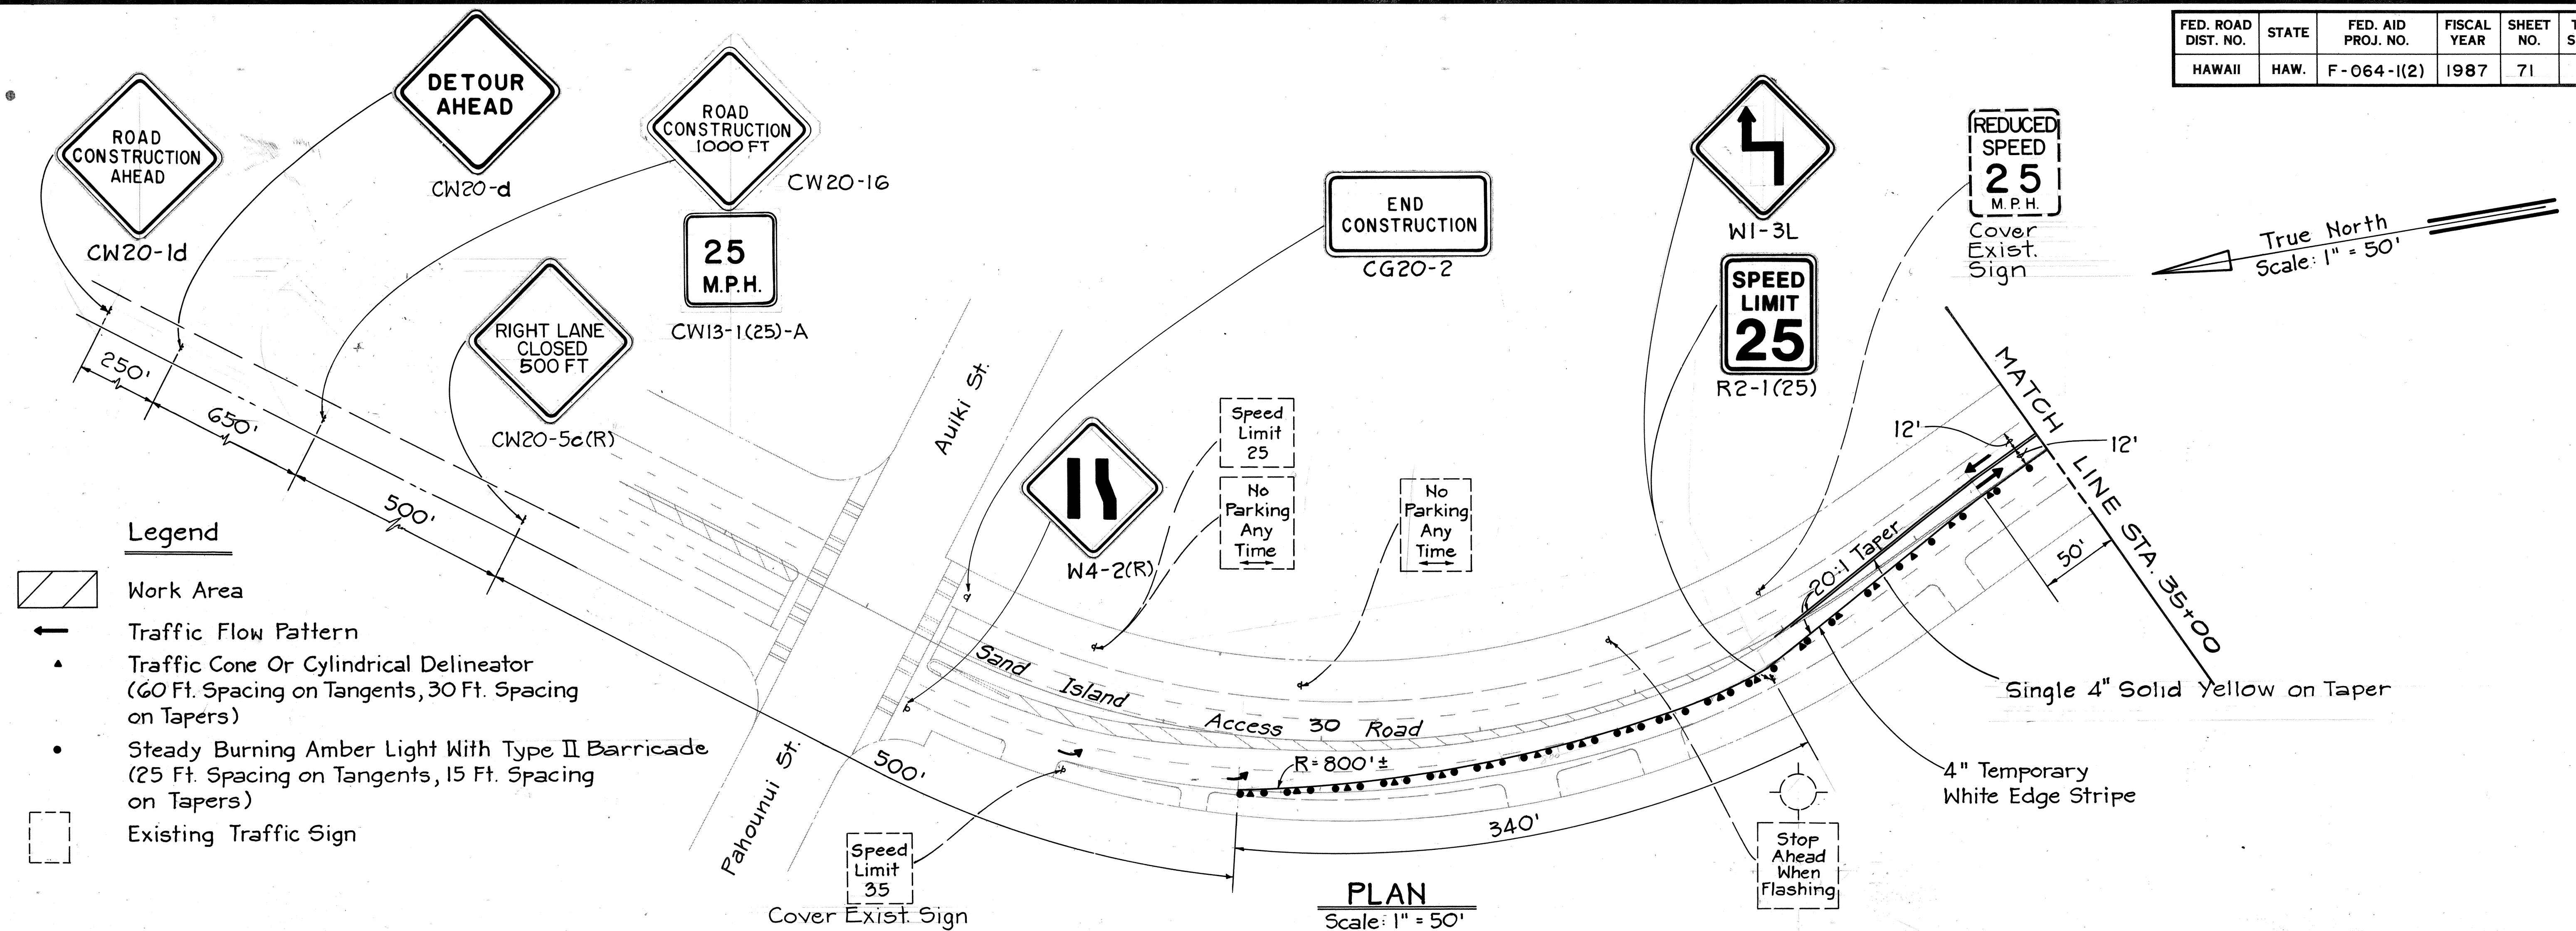 FED. ROAD DIST. NO.
STATE
FED. AID PROJ. NO.
FISCAL YEAR
SHEET NO.
HAWAII
HAW.
F-064-1(2)
1987
71
ROAD
CONSTRUCTION
AHEAD
CW20-1d
DETOUR
AHEAD
CW20-d
ROAD
CONSTRUCTION
1000 FT
CW20-16
25
M.P.H.
CW13-1(25)-A
RIGHT LANE
CLOSED
500 FT
CW20-5c(R)
END
CONSTRUCTION
CG20-2
W1-3L
SPEED
LIMIT
25
R2-1(25)
REDUCED
SPEED
25
M.P.H.
Cover
Exist.
Sign
True North
Scale: 1" = 50'
250'
650'
500'
500'
340'
Auiki St.
Pahounui St.
W4-2(R)
Speed
Limit
25
No
Parking
Any
Time
No
Parking
Any
Time
Sand Island Access 30 Road
R=800'±
20:1 Taper
12'
12'
50'
MATCH LINE STA. 35+00
Single 4" Solid Yellow on Taper
4" Temporary
White Edge Stripe
Stop
Ahead
When
Flashing
Speed
Limit
35
Cover Exist. Sign
Legend
Work Area
Traffic Flow Pattern
Traffic Cone Or Cylindrical Delineator
(60 Ft. Spacing on Tangents, 30 Ft. Spacing
on Tapers)
Steady Burning Amber Light With Type II Barricade
(25 Ft. Spacing on Tangents, 15 Ft. Spacing
on Tapers)
Existing Traffic Sign
PLAN
Scale: 1" = 50'